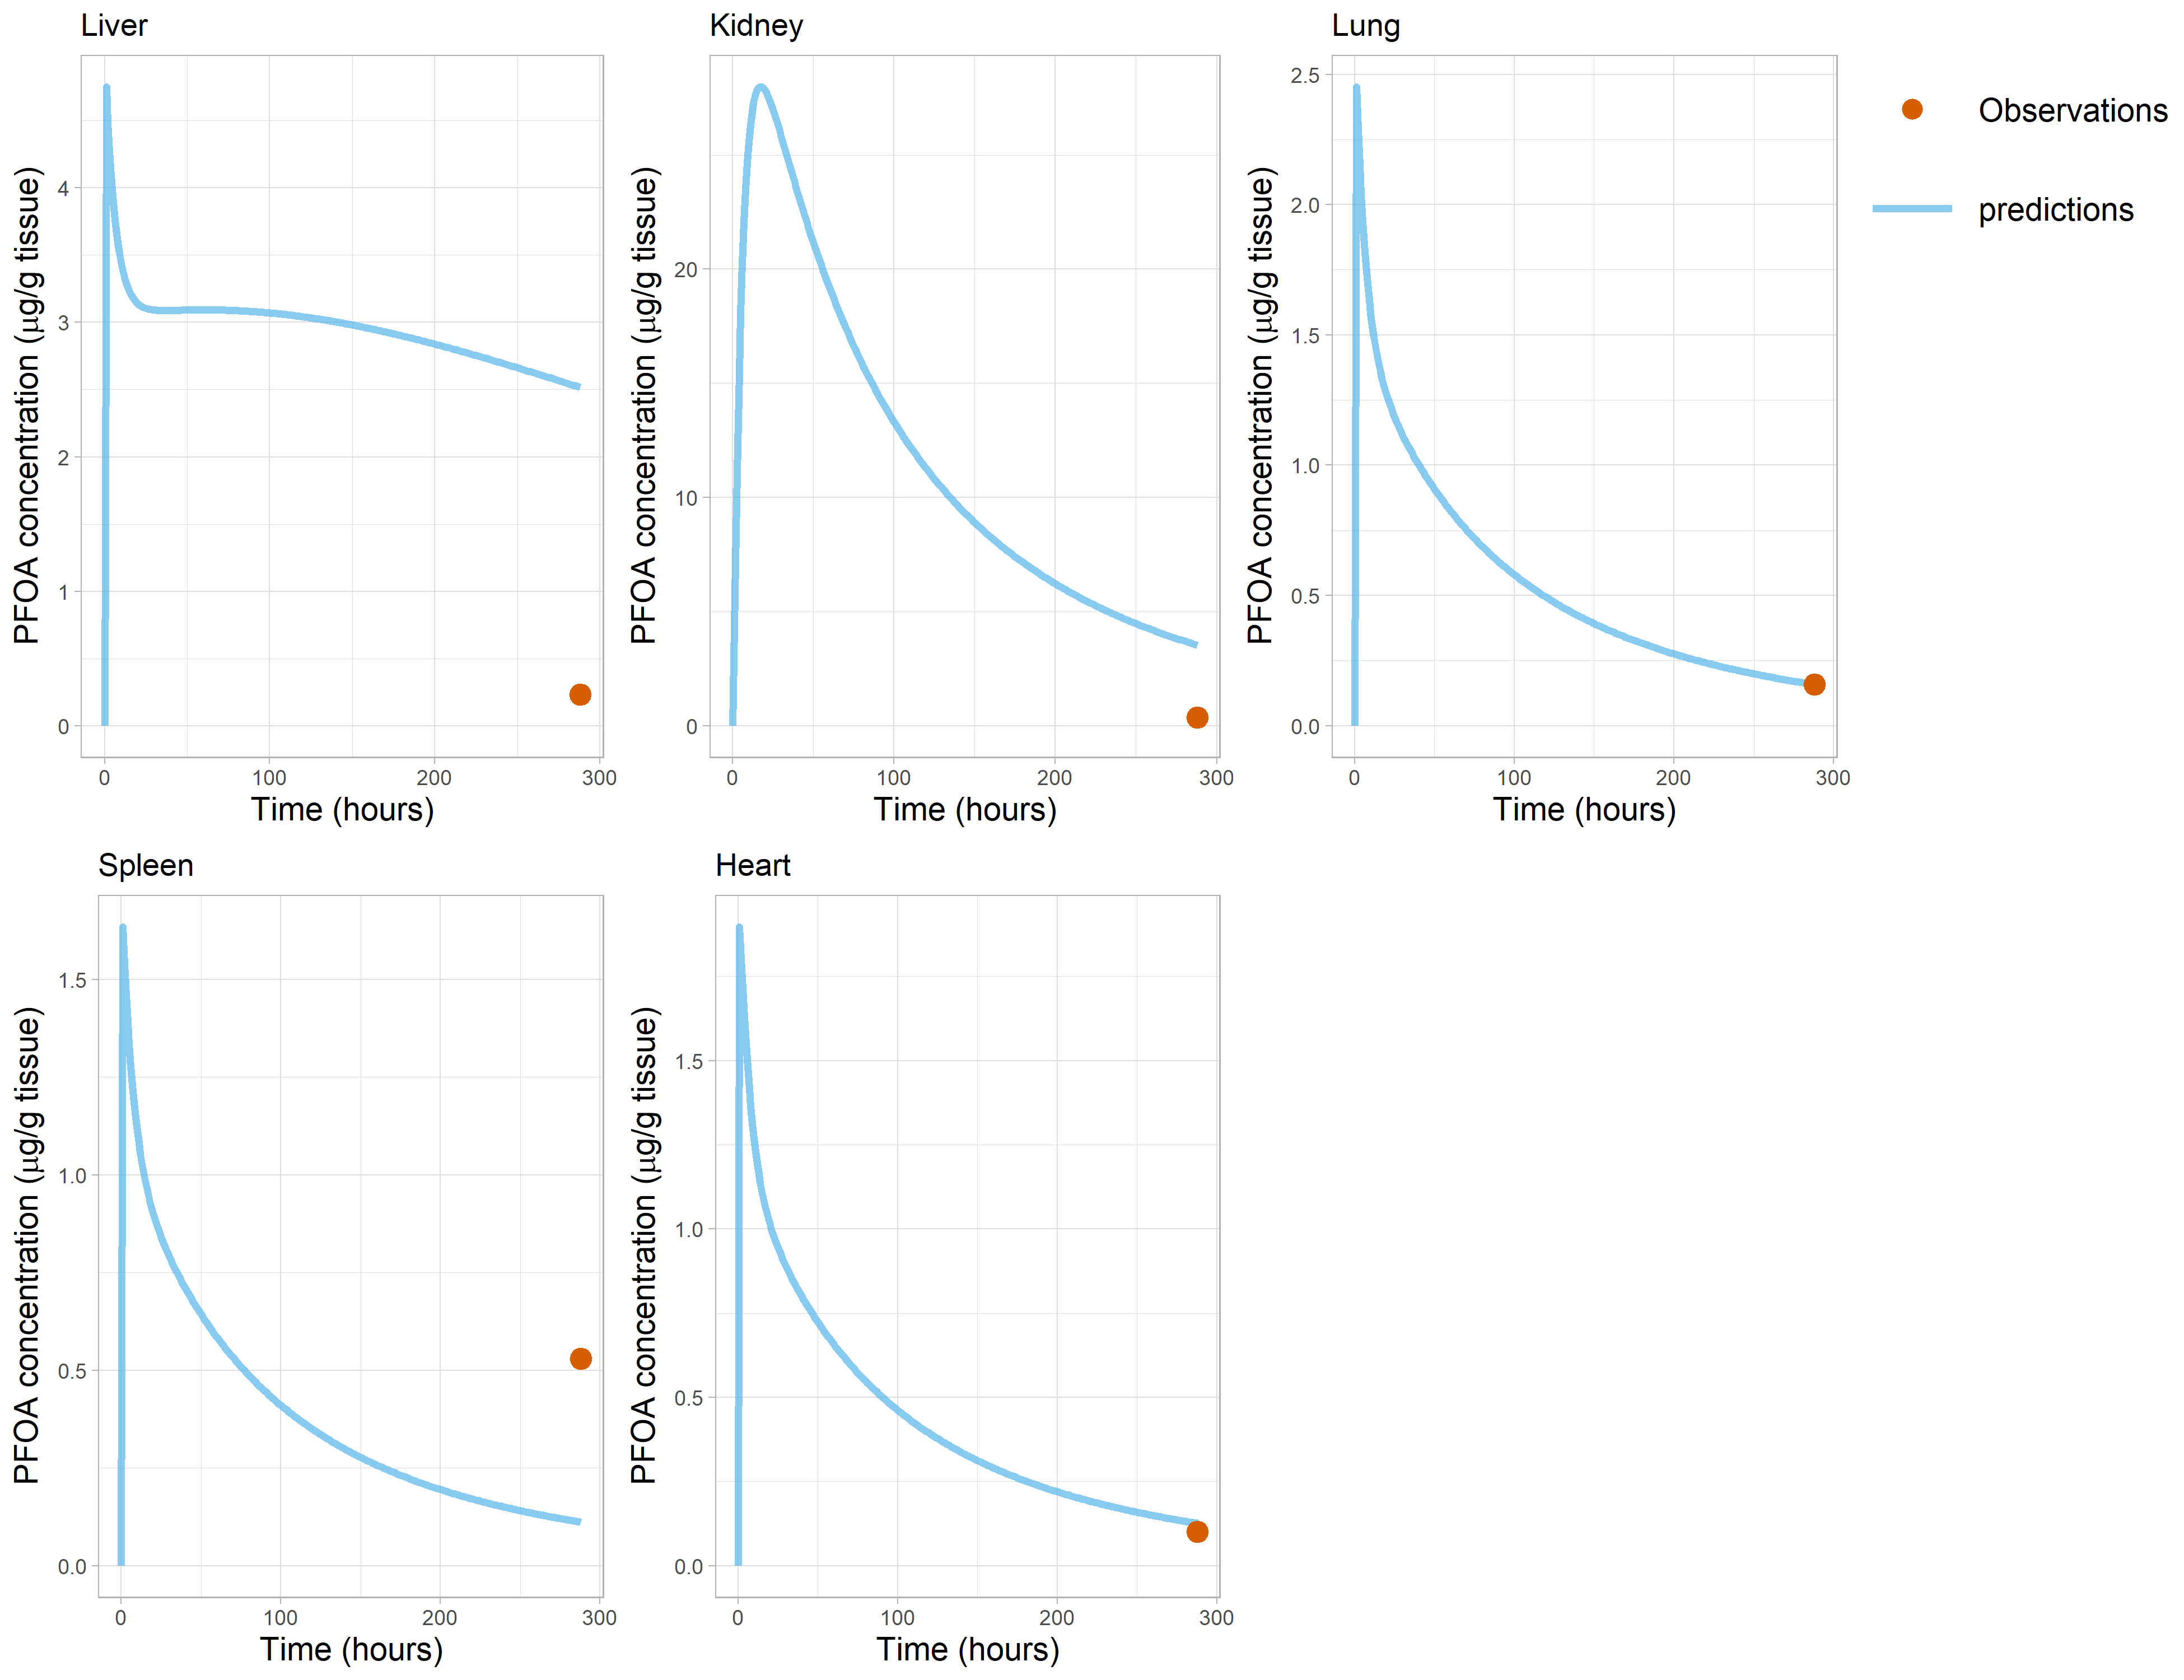 Liver
PFOA concentration (μg/g tissue)
4
3
2
1
0
0 100 200 300
Time (hours)
Kidney
PFOA concentration (μg/g tissue)
20
10
0
0 100 200 300
Time (hours)
Lung
PFOA concentration (μg/g tissue)
2.5
2.0
1.5
1.0
0.5
0.0
0 100 200 300
Time (hours)
Observations
predictions
Spleen
PFOA concentration (μg/g tissue)
1.5
1.0
0.5
0.0
0 100 200 300
Time (hours)
Heart
PFOA concentration (μg/g tissue)
1.5
1.0
0.5
0.0
0 100 200 300
Time (hours)